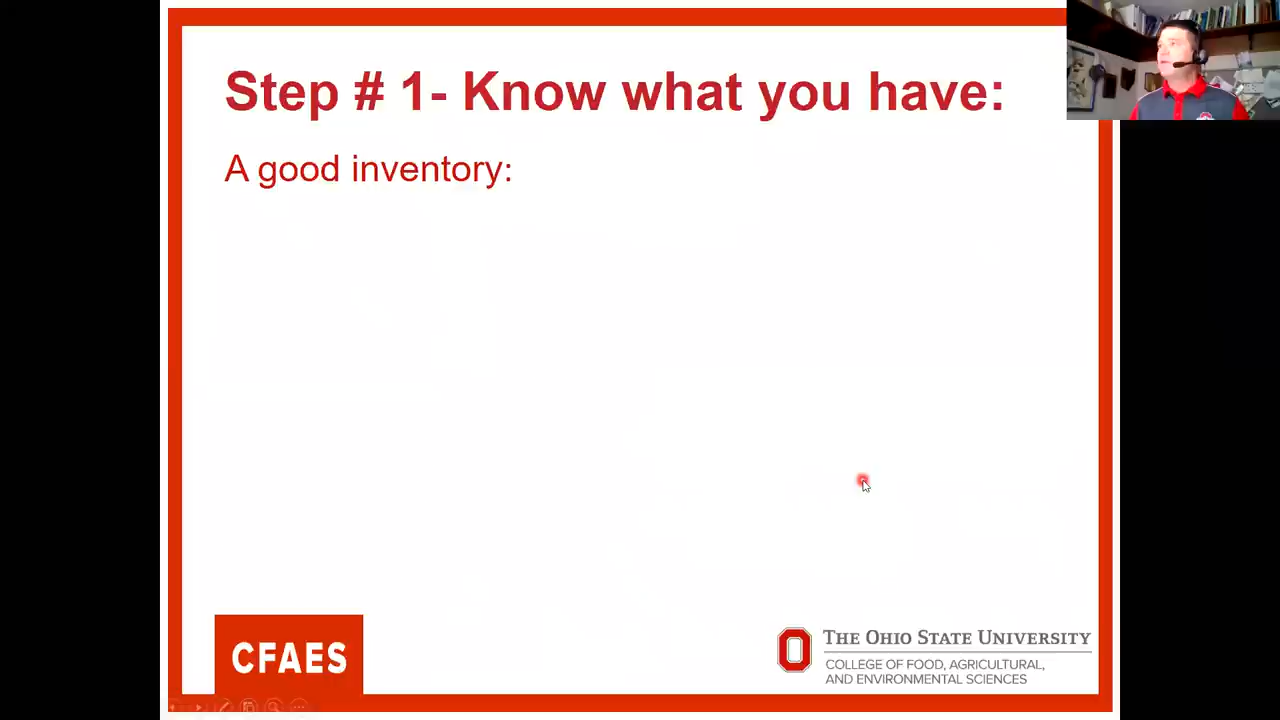 Step # 1- Know what you have:
A good inventory:
CFAES
THE OHIO STATE UNIVERSITY
COLLEGE OF FOOD, AGRICULTURAL,
AND ENVIRONMENTAL SCIENCES